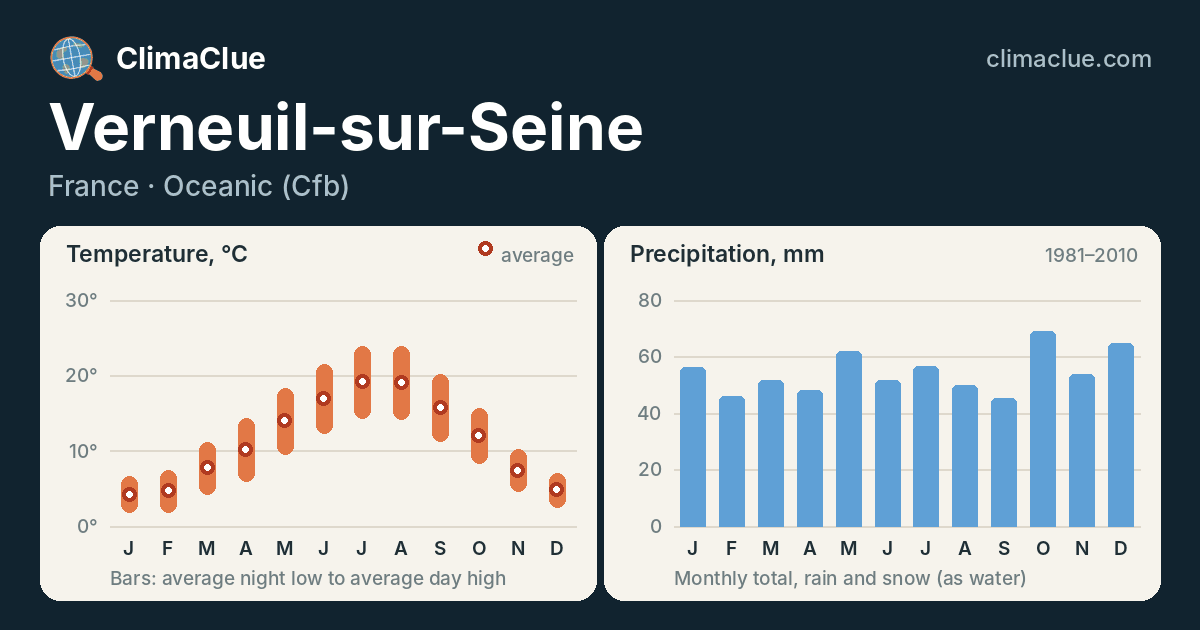 ClimaClue
climaclue.com
Verneuil-sur-Seine
France · Oceanic (Cfb)
Temperature, °C
average
30°
20°
10°
0°
J F M A M J J A S O N D
Bars: average night low to average day high
Precipitation, mm
1981–2010
80
60
40
20
0
J F M A M J J A S O N D
Monthly total, rain and snow (as water)